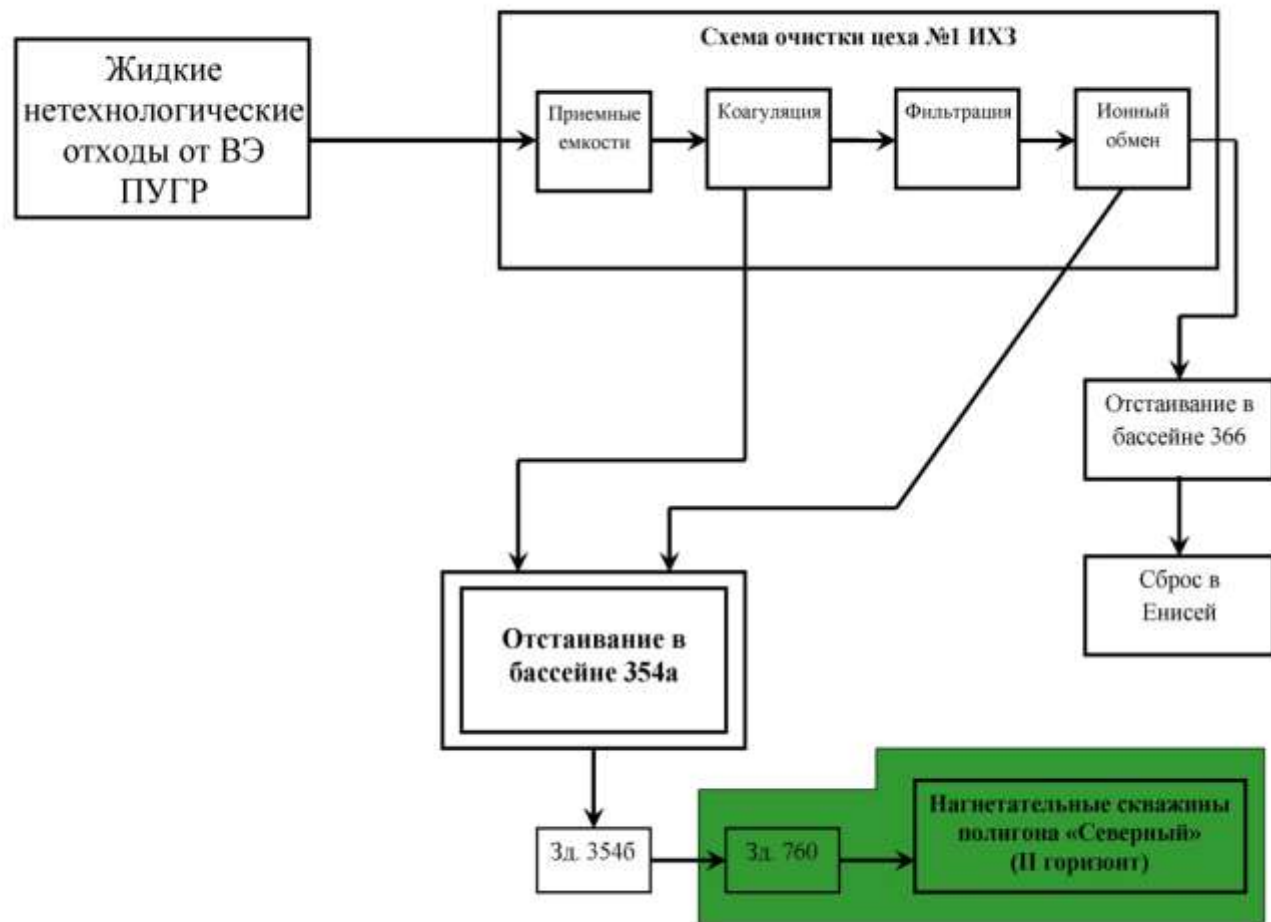 Схема очистки цеха №1 ИХЗ
Жидкие
нетехнологические
отходы от ВЭ
ПУГР
Приемные
емкости
Коагуляция
Фильтрация
Ионный
обмен
Отстаивание в
бассейне 366
Сброс в
Енисей
Отстаивание в
бассейне 354а
Зд. 354б
Зд. 760
Нагнетательные скважины
полигона «Северный»
(II горизонт)